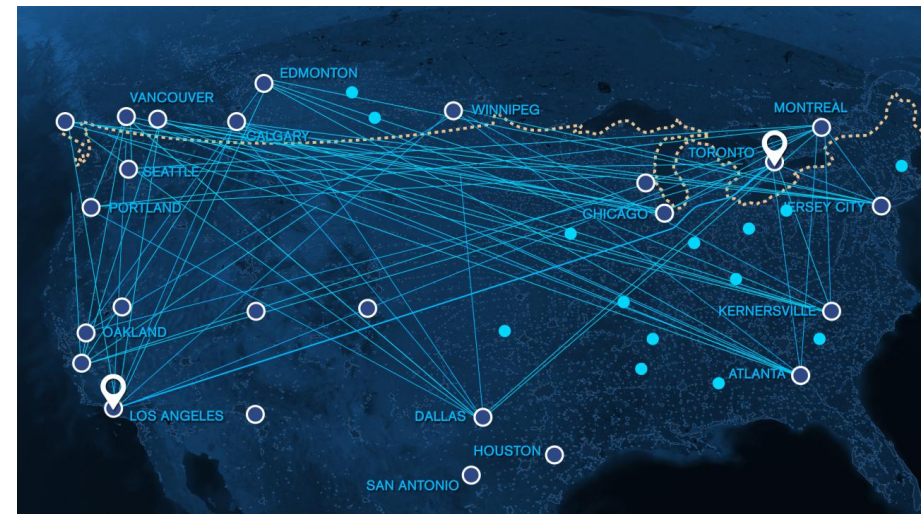 EDMONTON
VANCOUVER
WINNIPEG
MONTREAL
CALGARY
TORONTO
SEATTLE
PORTLAND
CHICAGO
JERSEY CITY
OAKLAND
KERNERSVILLE
ATLANTA
LOS ANGELES
DALLAS
HOUSTON
SAN ANTONIO